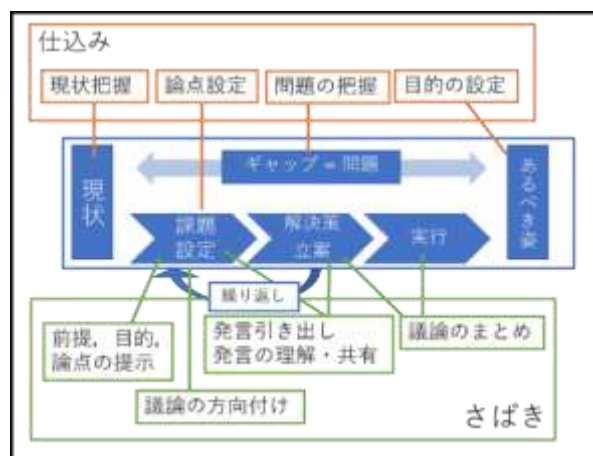 仕込み
現状把握
論点設定
問題の把握
目的の設定
現状
ギャップ = 問題
あるべき姿
課題
設定
解決策
立案
実行
繰り返し
前提，目的，
論点の提示
発言引き出し
発言の理解・共有
議論のまとめ
議論の方向付け
さばき